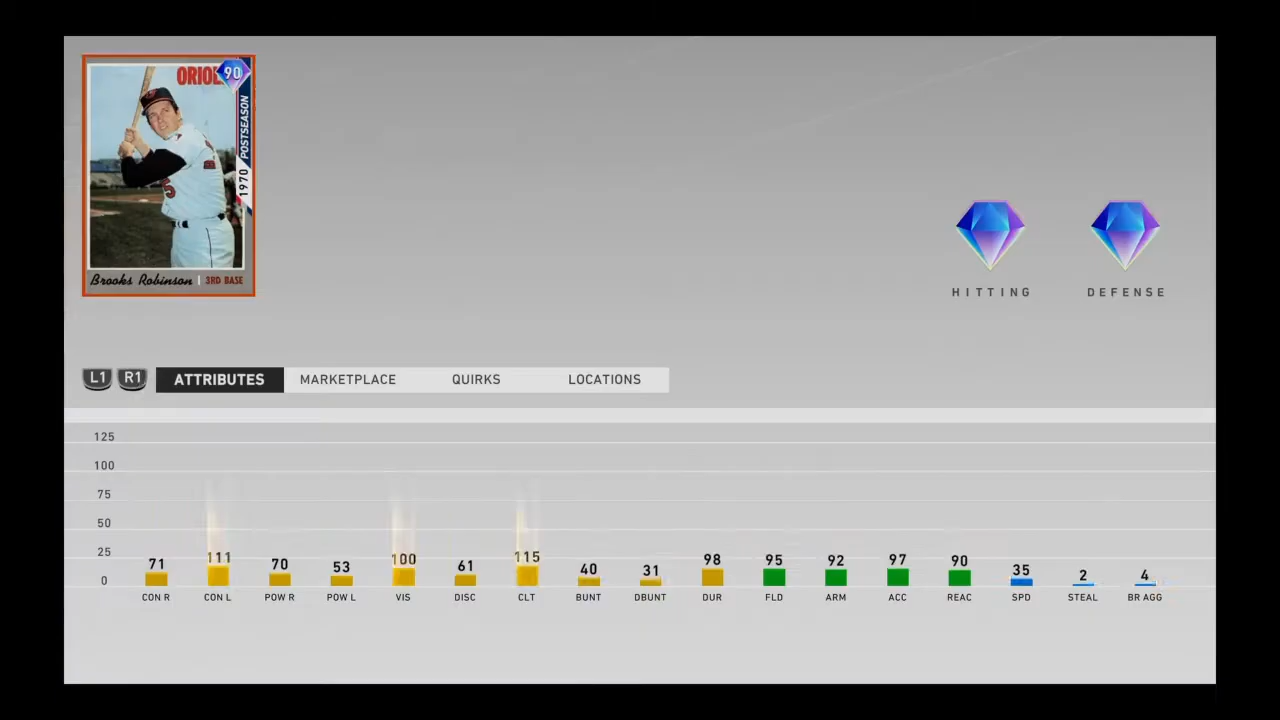 ORIOL
90
1970 POSTSEASON
5
Brooks Robinson | 3RD BASE
HITTING DEFENSE
L1 R1 ATTRIBUTES MARKETPLACE QUIRKS LOCATIONS
125
100
75
50
25
0
71 111 70 53 100 61 115 40 31 98 95 92 97 90 35 2 4
CON R CON L POW R POW L VIS DISC CLT BUNT DBUNT DUR FLD ARM ACC REAC SPD STEAL BR AGG